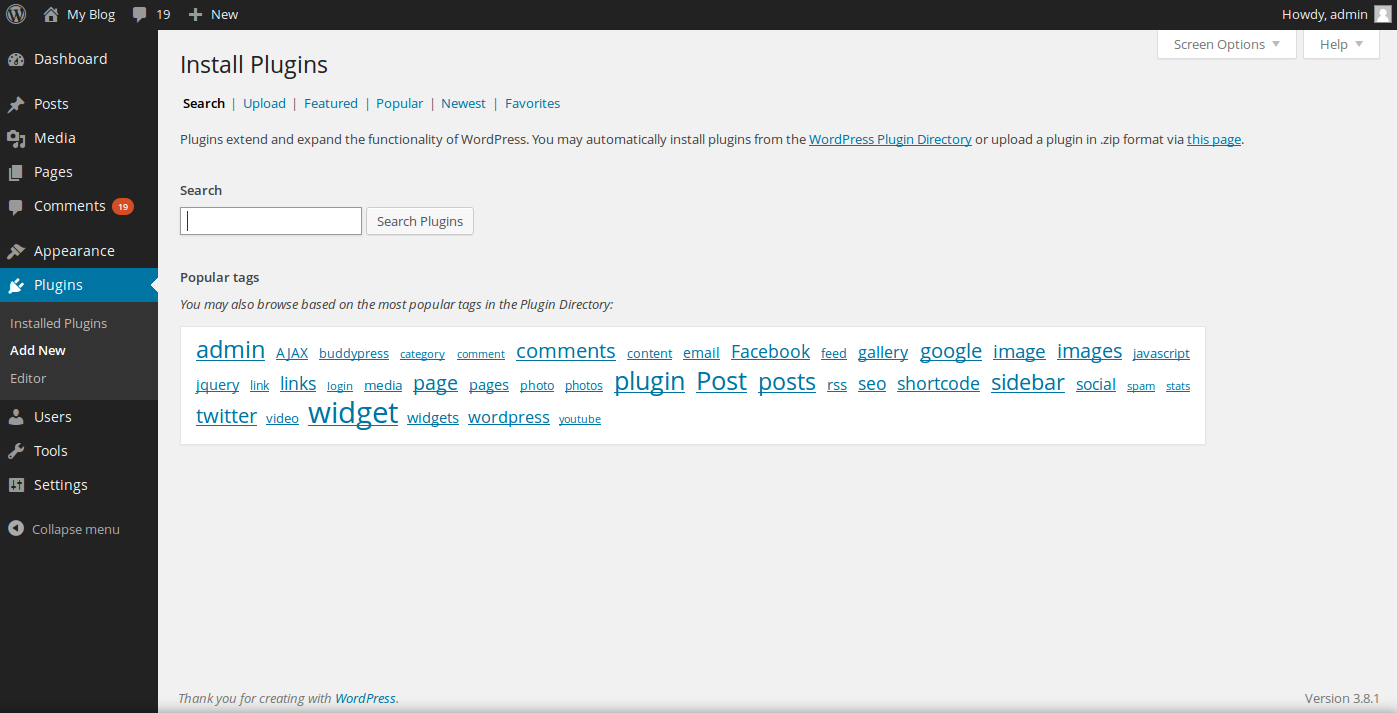 My Blog 19 New Howdy, admin
Screen Options Help
Dashboard
Posts
Media
Pages
Comments 19
Appearance
Plugins
Installed Plugins
Add New
Editor
Users
Tools
Settings
Collapse menu
Install Plugins
Search | Upload | Featured | Popular | Newest | Favorites
Plugins extend and expand the functionality of WordPress. You may automatically install plugins from the WordPress Plugin Directory or upload a plugin in .zip format via this page.
Search
Search Plugins
Popular tags
You may also browse based on the most popular tags in the Plugin Directory:
admin AJAX buddypress category comment comments content email Facebook feed gallery google image images javascript
jquery link links login media page pages photo photos plugin Post posts rss seo shortcode sidebar social spam stats
twitter video widget widgets wordpress youtube
Thank you for creating with WordPress. Version 3.8.1